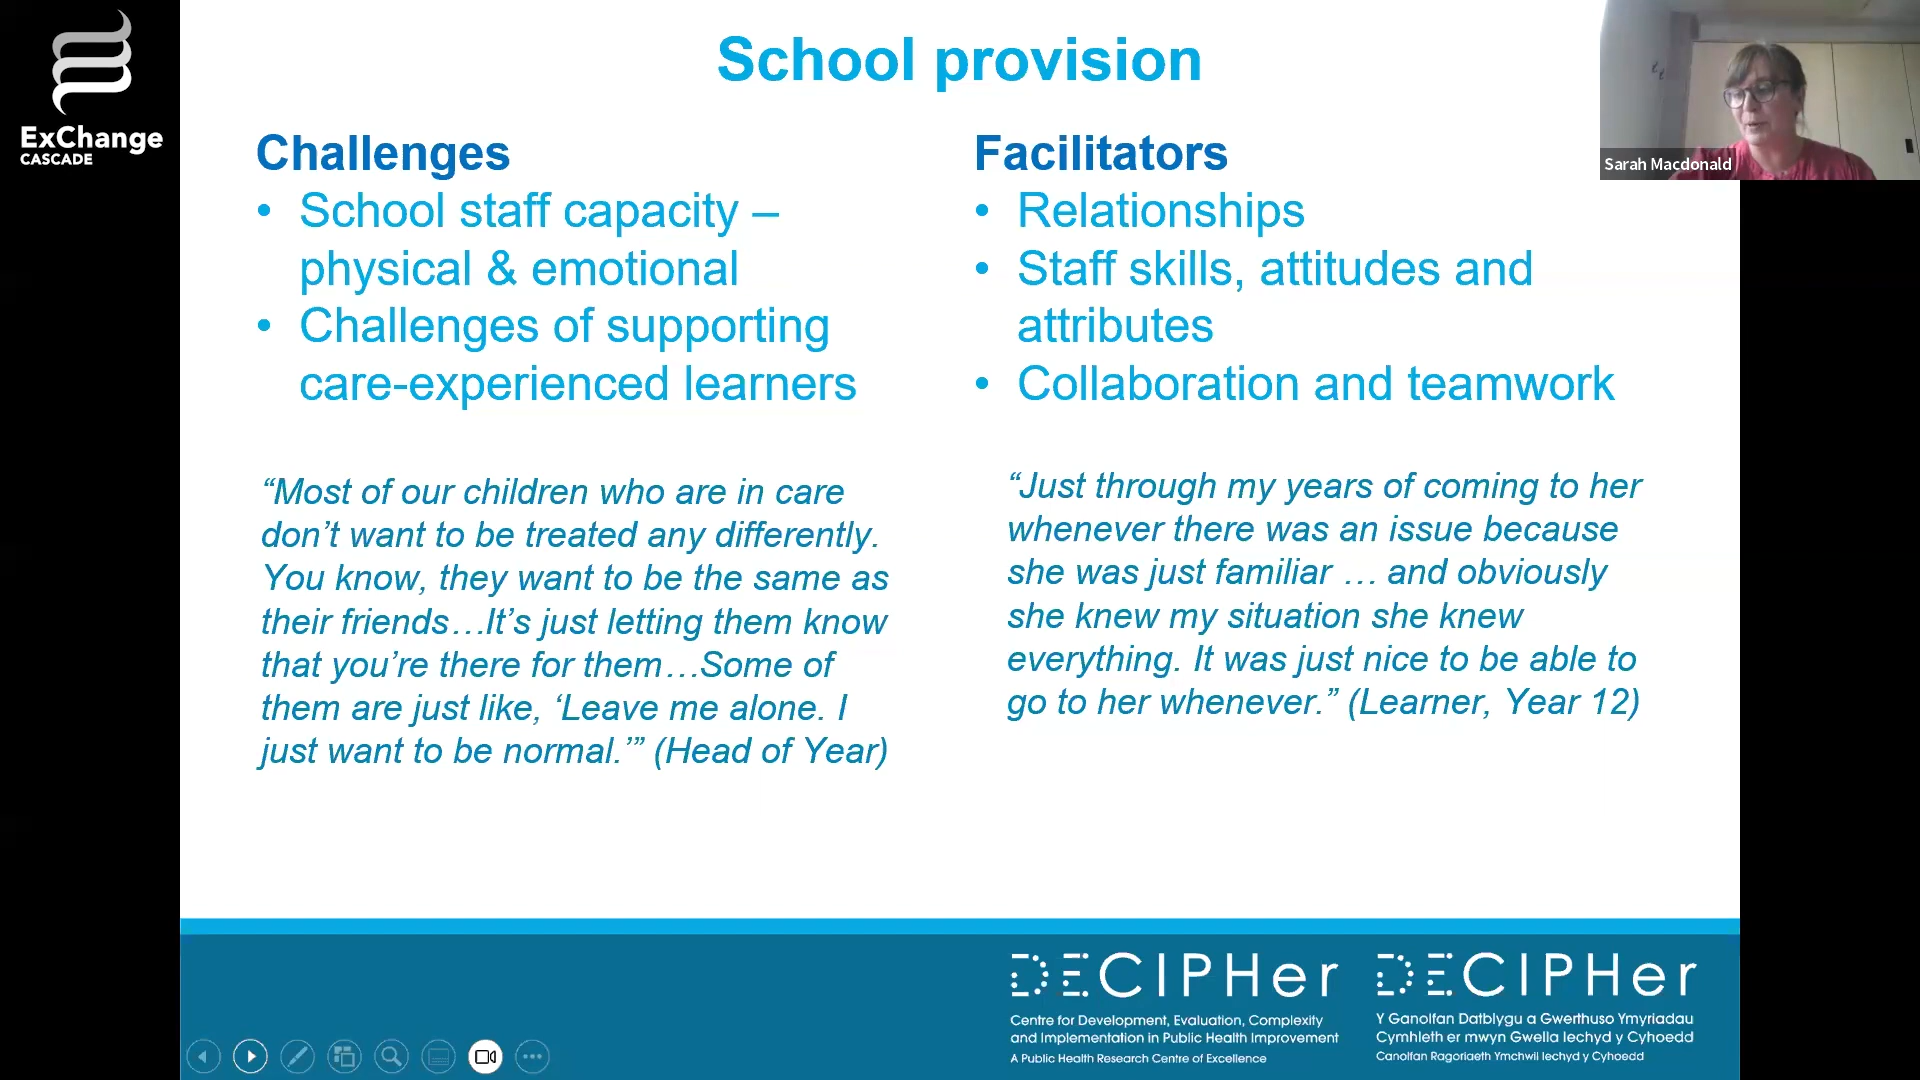 ExChange
CASCADE
School provision
Sarah Macdonald
Challenges
• School staff capacity –
physical & emotional
• Challenges of supporting
care-experienced learners
“Most of our children who are in care
don’t want to be treated any differently.
You know, they want to be the same as
their friends…It’s just letting them know
that you’re there for them…Some of
them are just like, ‘Leave me alone. I
just want to be normal.’” (Head of Year)
Facilitators
• Relationships
• Staff skills, attitudes and
attributes
• Collaboration and teamwork
“Just through my years of coming to her
whenever there was an issue because
she was just familiar … and obviously
she knew my situation she knew
everything. It was just nice to be able to
go to her whenever.” (Learner, Year 12)
DECIPHer
Centre for Development, Evaluation, Complexity
and Implementation in Public Health Improvement
A Public Health Research Centre of Excellence
DECIPHer
Y Ganolfan Datblygu a Gwerthuso Ymyriadau
Cymhleth er mwyn Gwella Iechyd y Cyhoedd
Canolfan Ragoriaeth Ymchwil Iechyd y Cyhoedd